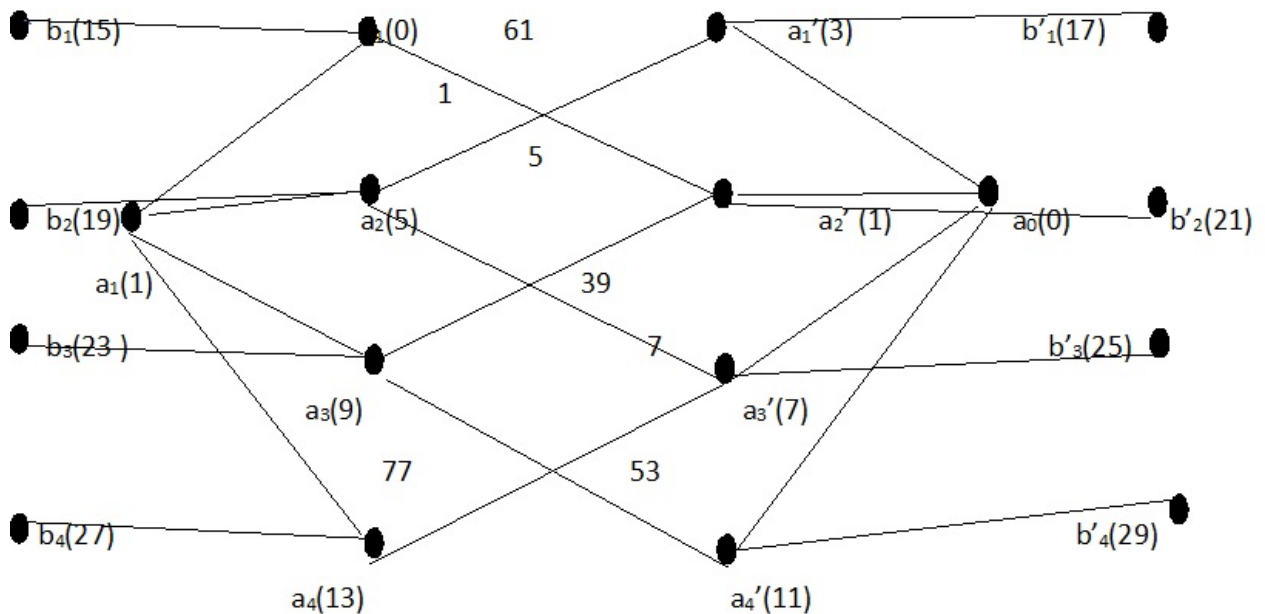 b₁(15) ₁(0) 61 a₁′(3) b′₁(17)
1
5
b₂(19) a₂(5) a₂′ (1) a₀(0) b′₂(21)
a₁(1) 39
b₃(23 ) 7 b′₃(25)
a₃(9) a₃′(7)
77 53
b₄(27) b′₄(29)
a₄(13) a₄′(11)